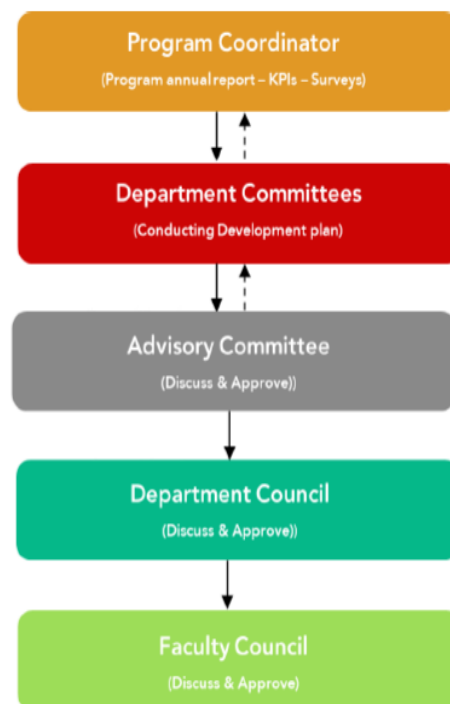 Program Coordinator
(Program annual report – KPIs – Surveys)
Department Committees
(Conducting Development plan)
Advisory Committee
(Discuss & Approve))
Department Council
(Discuss & Approve))
Faculty Council
(Discuss & Approve)